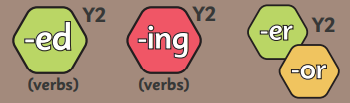 -ed Y2
(verbs)
-ing Y2
(verbs)
-er Y2
-or